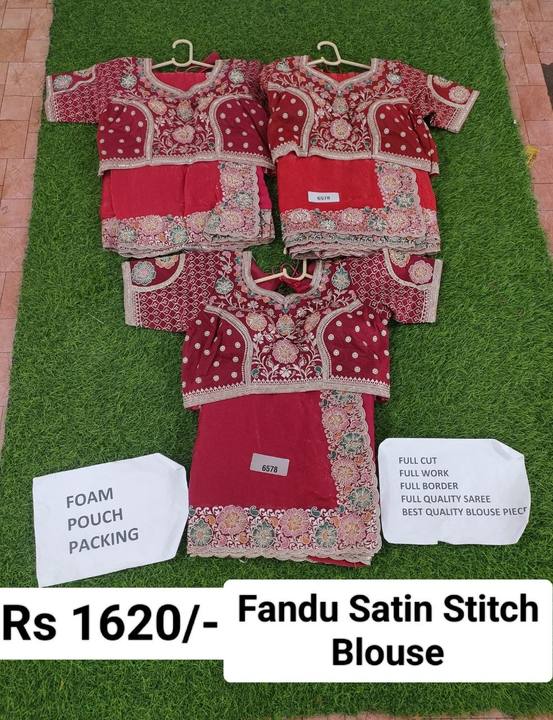 6578
6578
FOAM
POUCH
PACKING
FULL CUT
FULL WORK
FULL BORDER
FULL QUALITY SAREE
BEST QUALITY BLOUSE PIECE
Rs 1620/-
Fandu Satin Stitch
Blouse